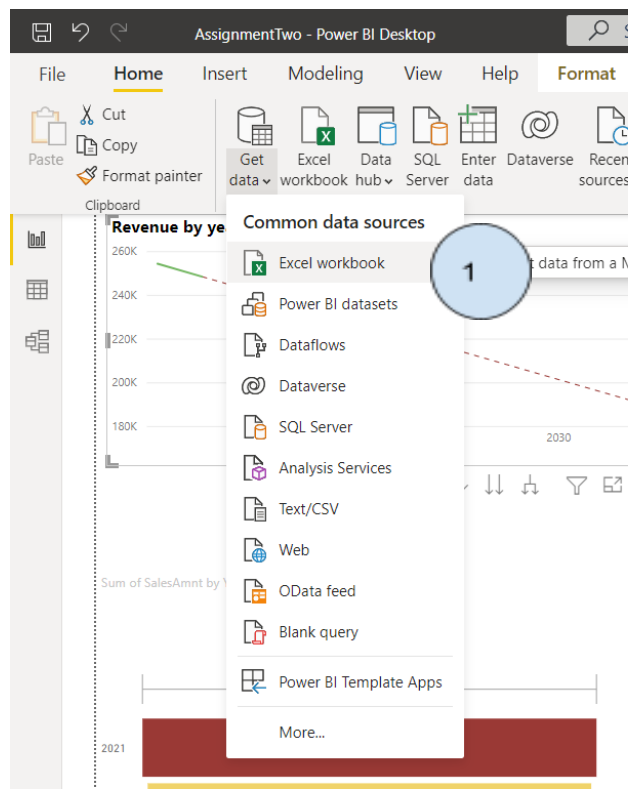 AssignmentTwo - Power BI Desktop
File Home Insert Modeling View Help Format
Cut
Copy
Format painter
Paste
Clipboard
Get data
Excel workbook
Data hub
SQL Server
Enter data
Dataverse
Recen
sources
Common data sources
Excel workbook
Power BI datasets
Dataflows
Dataverse
SQL Server
Analysis Services
Text/CSV
Web
OData feed
Blank query
Power BI Template Apps
More...
1
t data from a M
Revenue by ye
260K
240K
220K
200K
180K
2030
Sum of SalesAmnt by
2021